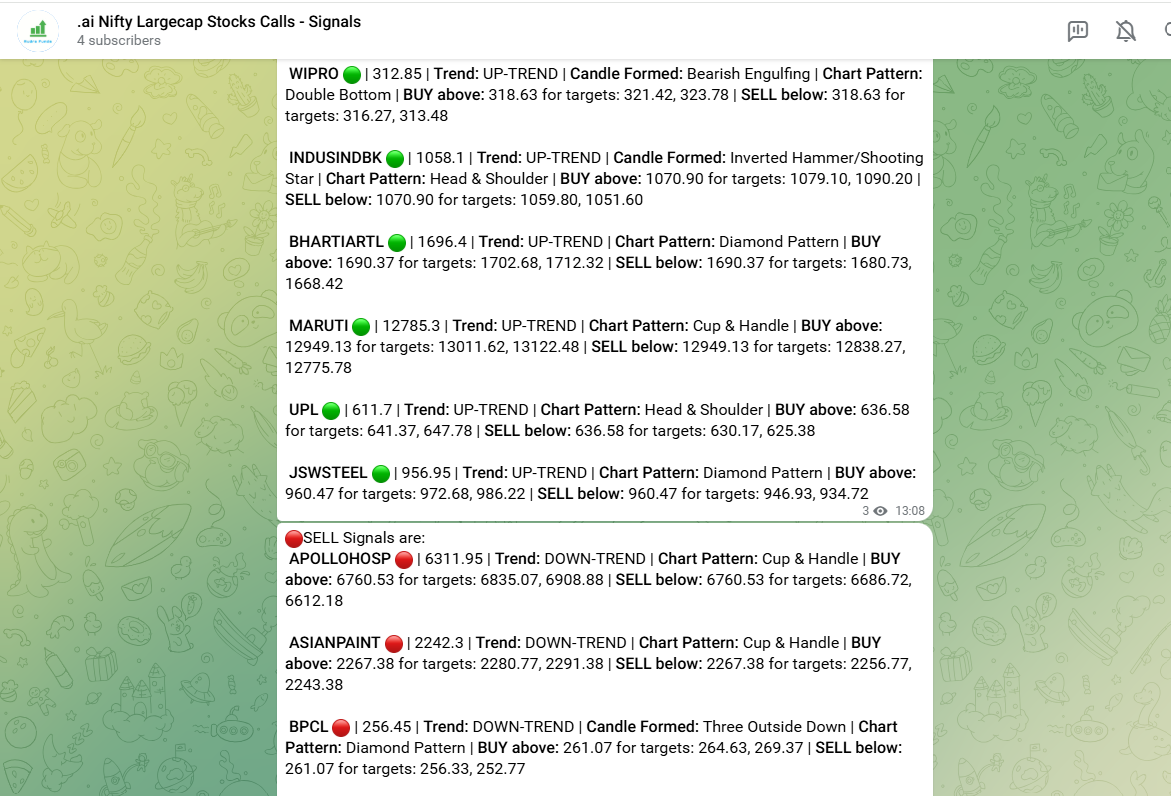 .ai Nifty Largecap Stocks Calls - Signals
4 subscribers
WIPRO 🟢 | 312.85 | Trend: UP-TREND | Candle Formed: Bearish Engulfing | Chart Pattern:
Double Bottom | BUY above: 318.63 for targets: 321.42, 323.78 | SELL below: 318.63 for
targets: 316.27, 313.48
INDUSINDBK 🟢 | 1058.1 | Trend: UP-TREND | Candle Formed: Inverted Hammer/Shooting
Star | Chart Pattern: Head & Shoulder | BUY above: 1070.90 for targets: 1079.10, 1090.20 |
SELL below: 1070.90 for targets: 1059.80, 1051.60
BHARTIARTL 🟢 | 1696.4 | Trend: UP-TREND | Chart Pattern: Diamond Pattern | BUY
above: 1690.37 for targets: 1702.68, 1712.32 | SELL below: 1690.37 for targets: 1680.73,
1668.42
MARUTI 🟢 | 12785.3 | Trend: UP-TREND | Chart Pattern: Cup & Handle | BUY above:
12949.13 for targets: 13011.62, 13122.48 | SELL below: 12949.13 for targets: 12838.27,
12775.78
UPL 🟢 | 611.7 | Trend: UP-TREND | Chart Pattern: Head & Shoulder | BUY above: 636.58
for targets: 641.37, 647.78 | SELL below: 636.58 for targets: 630.17, 625.38
JSWSTEEL 🟢 | 956.95 | Trend: UP-TREND | Chart Pattern: Diamond Pattern | BUY above:
960.47 for targets: 972.68, 986.22 | SELL below: 960.47 for targets: 946.93, 934.72
3 13:08
🔴SELL Signals are:
APOLLOHOSP 🔴 | 6311.95 | Trend: DOWN-TREND | Chart Pattern: Cup & Handle | BUY
above: 6760.53 for targets: 6835.07, 6908.88 | SELL below: 6760.53 for targets: 6686.72,
6612.18
ASIANPAINT 🔴 | 2242.3 | Trend: DOWN-TREND | Chart Pattern: Cup & Handle | BUY
above: 2267.38 for targets: 2280.77, 2291.38 | SELL below: 2267.38 for targets: 2256.77,
2243.38
BPCL 🔴 | 256.45 | Trend: DOWN-TREND | Candle Formed: Three Outside Down | Chart
Pattern: Diamond Pattern | BUY above: 261.07 for targets: 264.63, 269.37 | SELL below:
261.07 for targets: 256.33, 252.77